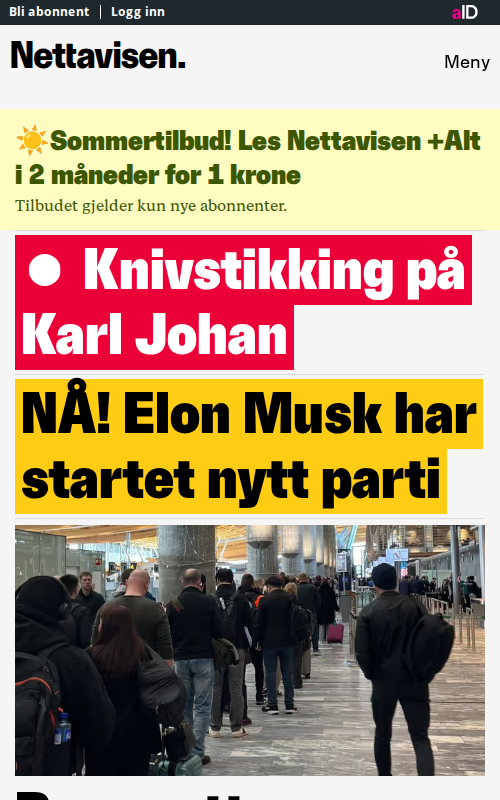 Bli abonnent | Logg inn
aID
Nettavisen.
Meny
Sommertilbud! Les Nettavisen +Alt
i 2 måneder for 1 krone
Tilbudet gjelder kun nye abonnenter.
Knivstikking på
Karl Johan
NÅ! Elon Musk har
startet nytt parti